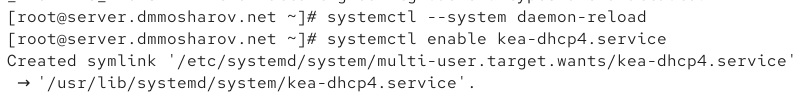 [root@server.dmmosharov.net ~]# systemctl --system daemon-reload
[root@server.dmmosharov.net ~]# systemctl enable kea-dhcp4.service
Created symlink '/etc/systemd/system/multi-user.target.wants/kea-dhcp4.service'
→ '/usr/lib/systemd/system/kea-dhcp4.service'.